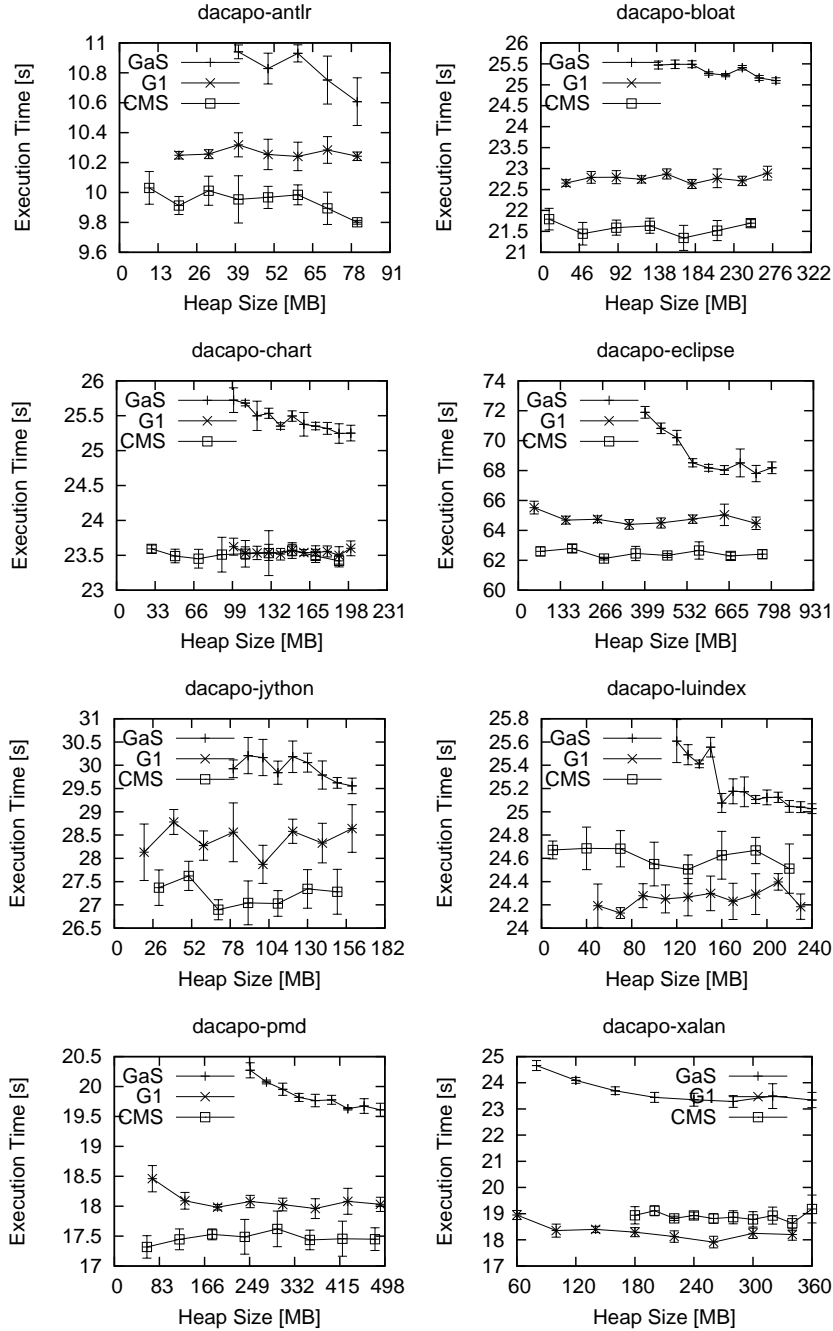 dacapo-antlr
Execution Time [s]
11
10.8
10.6
10.4
10.2
10
9.8
9.6
GaS
G1
CMS
0 13 26 39 52 65 78 91
Heap Size [MB]
dacapo-bloat
Execution Time [s]
26
25.5
25
24.5
24
23.5
23
22.5
22
21.5
21
GaS
G1
CMS
0 46 92 138 184 230 276 322
Heap Size [MB]
dacapo-chart
Execution Time [s]
26
25.5
25
24.5
24
23.5
23
GaS
G1
CMS
0 33 66 99 132 165 198 231
Heap Size [MB]
dacapo-eclipse
Execution Time [s]
74
72
70
68
66
64
62
60
GaS
G1
CMS
0 133 266 399 532 665 798 931
Heap Size [MB]
dacapo-jython
Execution Time [s]
31
30.5
30
29.5
29
28.5
28
27.5
27
26.5
GaS
G1
CMS
0 26 52 78 104 130 156 182
Heap Size [MB]
dacapo-luindex
Execution Time [s]
25.8
25.6
25.4
25.2
25
24.8
24.6
24.4
24.2
24
GaS
G1
CMS
0 40 80 120 160 200 240
Heap Size [MB]
dacapo-pmd
Execution Time [s]
20.5
20
19.5
19
18.5
18
17.5
17
GaS
G1
CMS
0 83 166 249 332 415 498
Heap Size [MB]
dacapo-xalan
Execution Time [s]
25
24
23
22
21
20
19
18
17
GaS
G1
CMS
60 120 180 240 300 360
Heap Size [MB]